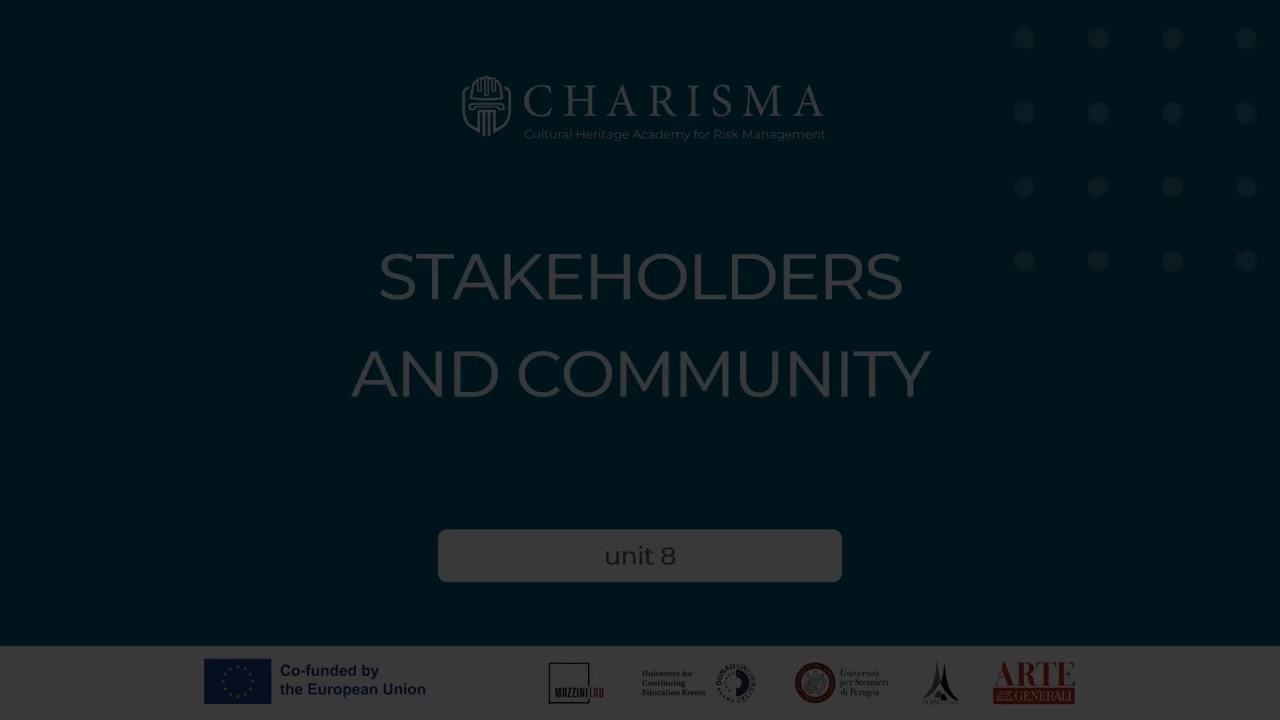 CHARISMA
Cultural Heritage Academy for Risk Management
STAKEHOLDERS
AND COMMUNITY
unit 8
Co-funded by
the European Union
MAZZINI LAB
University for
Continuing
Education Krems
Università
per Stranieri
di Perugia
ARTE
GENERALI